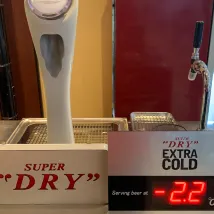 SUPER
"DRY"
SUPER
"DRY"
EXTRA
COLD
Serving beer at -2.2 °C